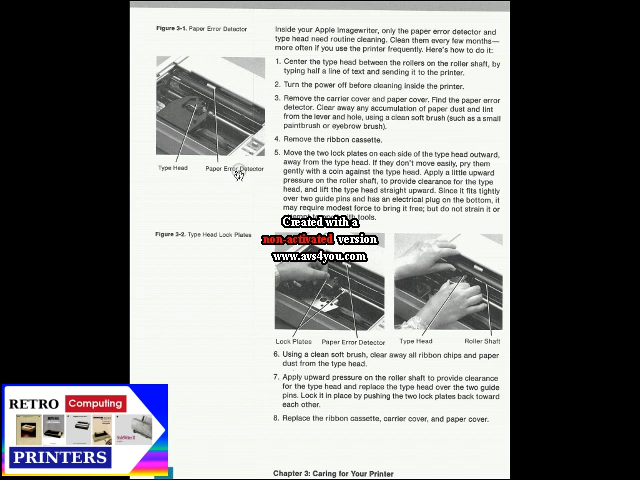 Figure 3-1. Paper Error Detector
Type Head
Paper Error Detector
Inside your Apple Imagewriter, only the paper error detector and
type head need routine cleaning. Clean them every few months—
more often if you use the printer frequently. Here's how to do it:
1. Center the type head between the rollers on the roller shaft, by
typing half a line of text and sending it to the printer.
2. Turn the power off before cleaning inside the printer.
3. Remove the carrier cover and paper cover. Find the paper error
detector. Clear away any accumulation of paper dust and lint
from the lever and hole, using a clean soft brush (such as a small
paintbrush or eyebrow brush).
4. Remove the ribbon cassette.
5. Move the two lock plates on each side of the type head outward,
away from the type head. If they don't move easily, pry them
gently with a coin against the type head. Apply a little upward
pressure on the roller shaft, to provide clearance for the type
head, and lift the type head straight upward. Since it fits tightly
over two guide pins and has an electrical plug on the bottom, it
may require modest force to bring it free; but do not strain it or
tools.
Created with a
non-activated version
www.avs4you.com
Figure 3-2. Type Head Lock Plates
Lock Plates
Paper Error Detector
Type Head
Roller Shaft
6. Using a clean soft brush, clear away all ribbon chips and paper
dust from the type head.
7. Apply upward pressure on the roller shaft to provide clearance
for the type head and replace the type head over the two guide
pins. Lock it in place by pushing the two lock plates back toward
each other.
8. Replace the ribbon cassette, carrier cover, and paper cover.
Chapter 3: Caring for Your Printer
RETRO Computing
PRINTERS